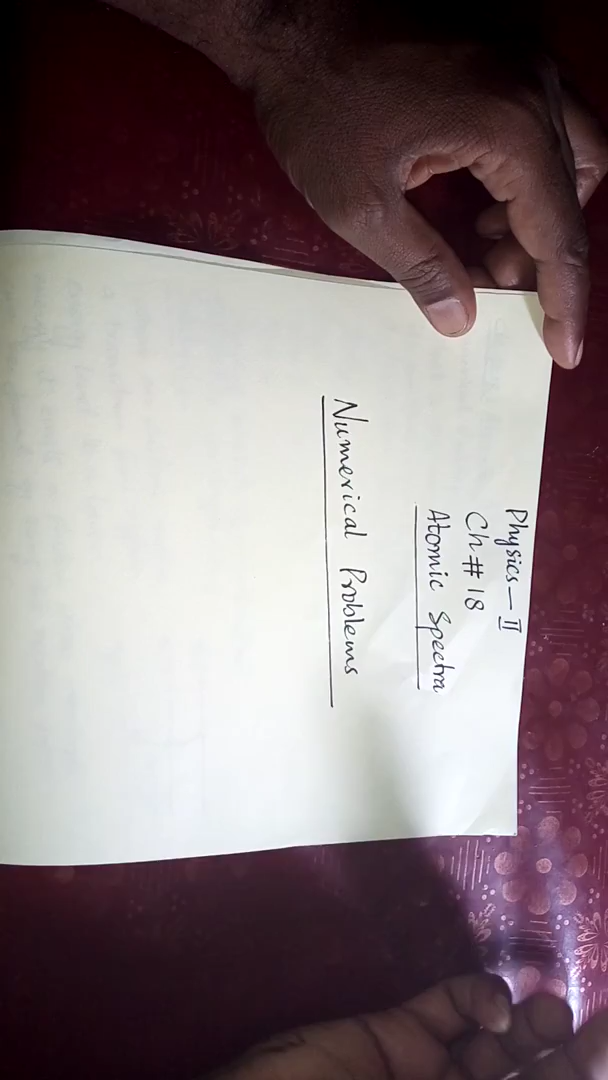 Physics — II
Ch # 18
Atomic Spectra
Numerical Problems